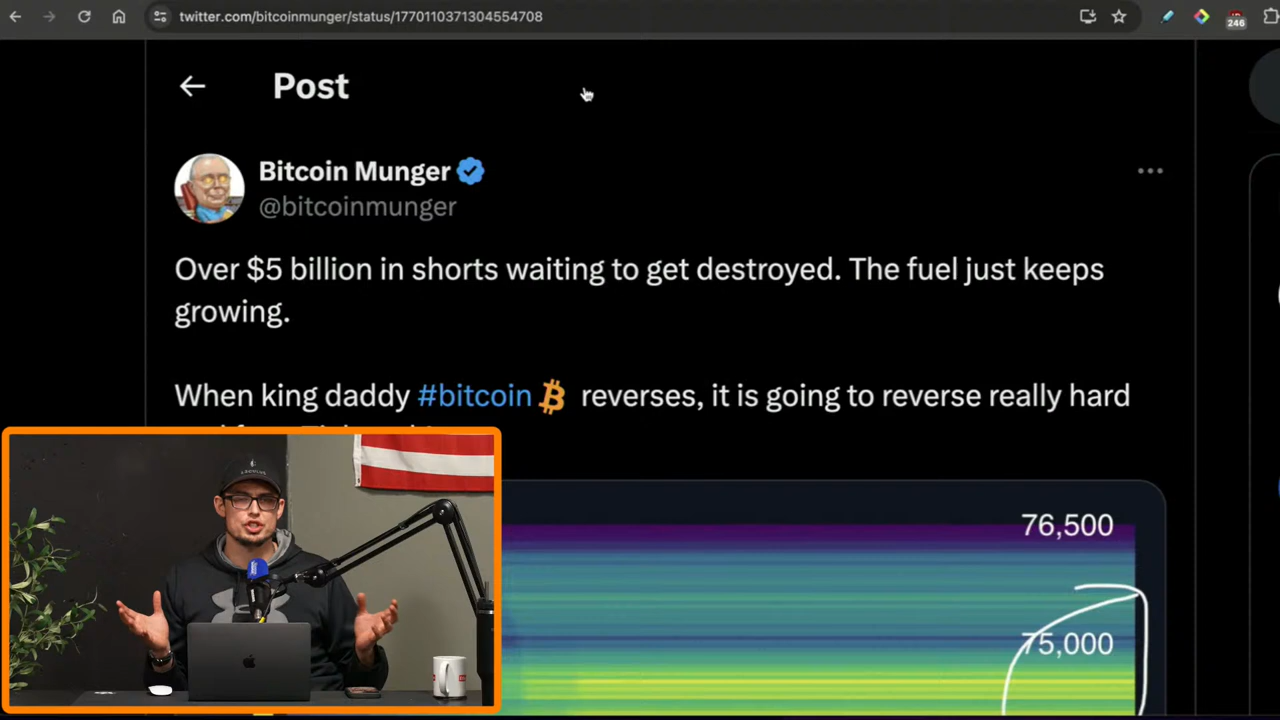 twitter.com/bitcoinmunger/status/1770110371304554708
246
Post
Bitcoin Munger
@bitcoinmunger
Over $5 billion in shorts waiting to get destroyed. The fuel just keeps
growing.
When king daddy #bitcoin reverses, it is going to reverse really hard
76,500
75,000